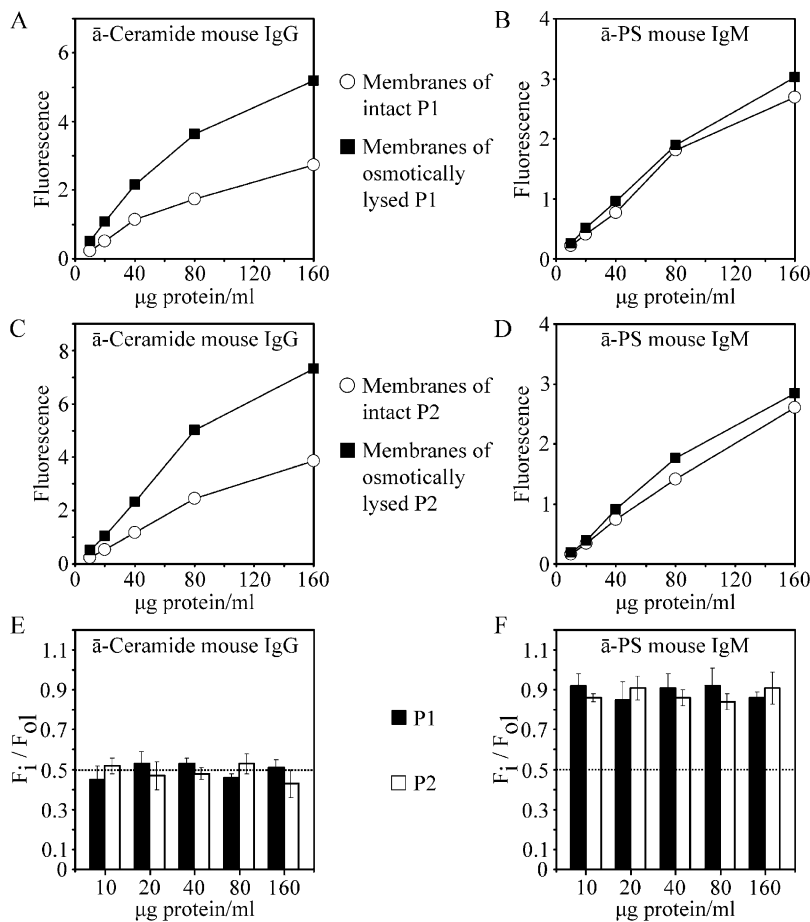 A
ā-Ceramide mouse IgG
Fluorescence
6
4
2
0
0 40 80 120 160
μg protein/ml
Membranes of
intact P1
Membranes of
osmotically
lysed P1
B
ā-PS mouse IgM
Fluorescence
4
3
2
1
0
0 40 80 120 160
μg protein/ml
C
ā-Ceramide mouse IgG
Fluorescence
8
6
4
2
0
0 40 80 120 160
μg protein/ml
Membranes of
intact P2
Membranes of
osmotically
lysed P2
D
ā-PS mouse IgM
Fluorescence
4
3
2
1
0
0 40 80 120 160
μg protein/ml
E
ā-Ceramide mouse IgG
Fi / Fol
1.1
0.9
0.7
0.5
0.3
0.1
0
10 20 40 80 160
μg protein/ml
P1
P2
F
ā-PS mouse IgM
Fi / Fol
1.1
0.9
0.7
0.5
0.3
0.1
0
10 20 40 80 160
μg protein/ml